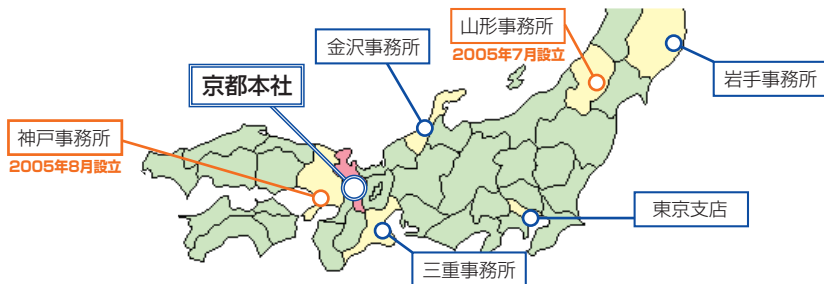 山形事務所
2005年7月設立
金沢事務所
岩手事務所
京都本社
神戸事務所
2005年8月設立
東京支店
三重事務所